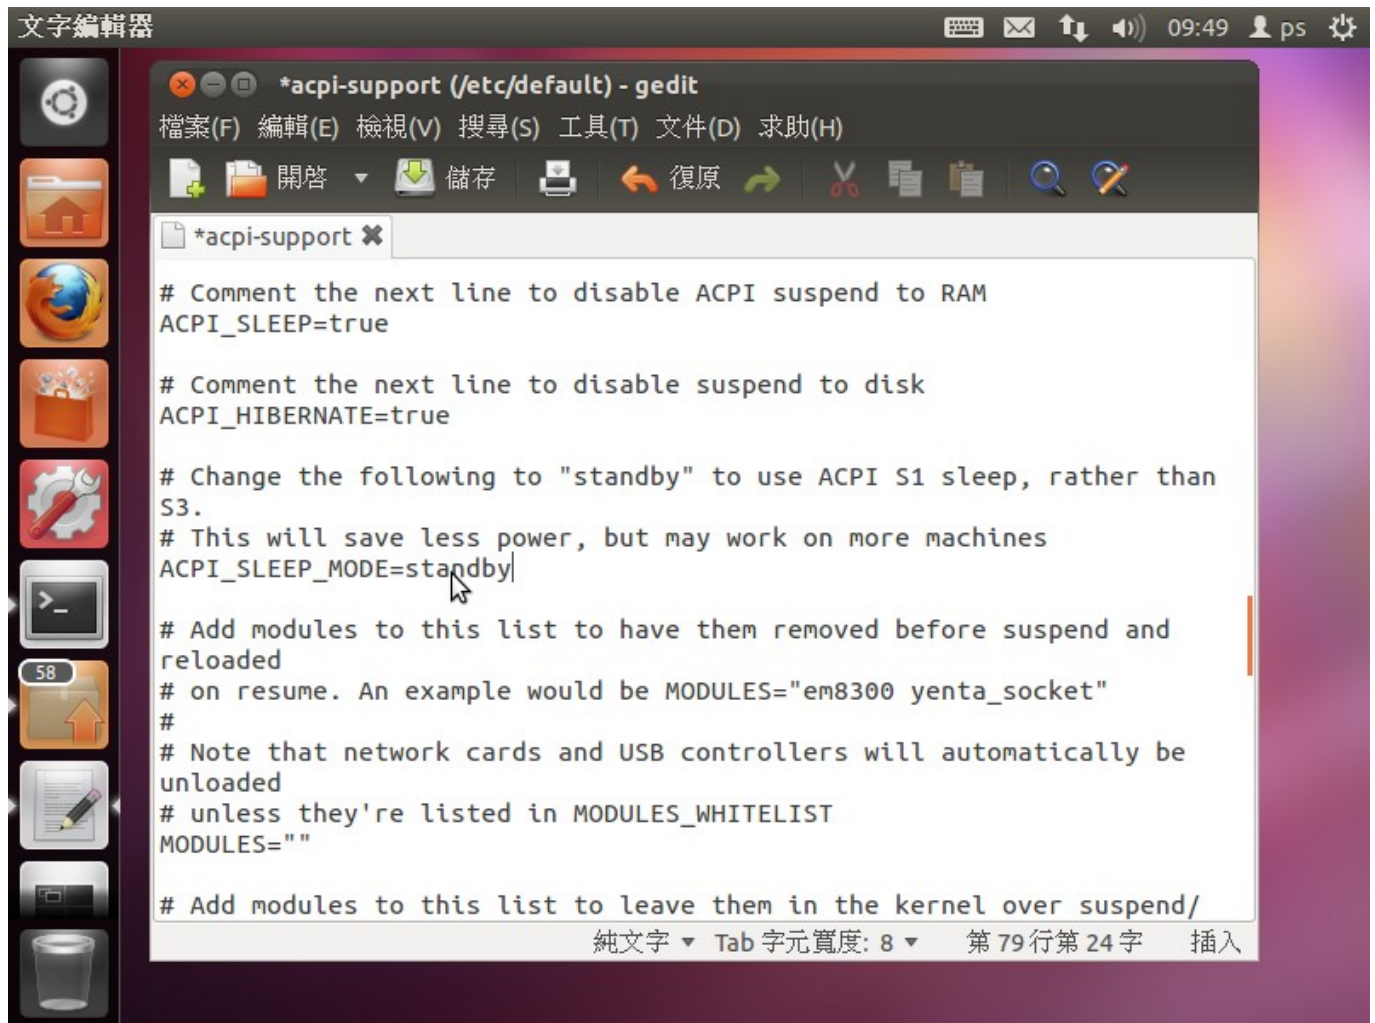 文字編輯器
09:49
ps
*acpi-support (/etc/default) - gedit
檔案(F) 編輯(E) 檢視(V) 搜尋(S) 工具(T) 文件(D) 求助(H)
開啓 儲存 復原
*acpi-support
# Comment the next line to disable ACPI suspend to RAM
ACPI_SLEEP=true
# Comment the next line to disable suspend to disk
ACPI_HIBERNATE=true
# Change the following to "standby" to use ACPI S1 sleep, rather than
S3.
# This will save less power, but may work on more machines
ACPI_SLEEP_MODE=standby
# Add modules to this list to have them removed before suspend and
reloaded
# on resume. An example would be MODULES="em8300 yenta_socket"
#
# Note that network cards and USB controllers will automatically be
unloaded
# unless they're listed in MODULES_WHITELIST
MODULES=""
# Add modules to this list to leave them in the kernel over suspend/
純文字 Tab 字元寬度: 8 第 79 行第 24 字 插入
>_
58